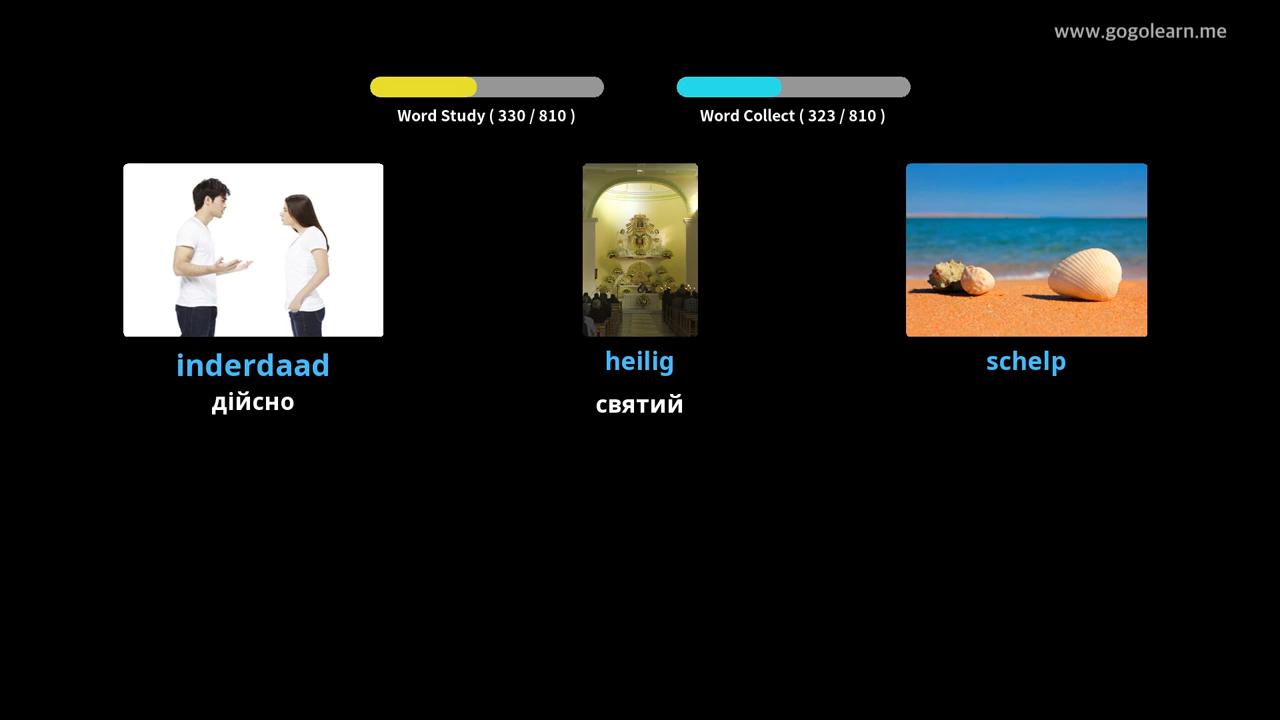 www.gogolearn.me
Word Study ( 330 / 810 )
Word Collect ( 323 / 810 )
inderdaad
дійсно
heilig
святий
schelp